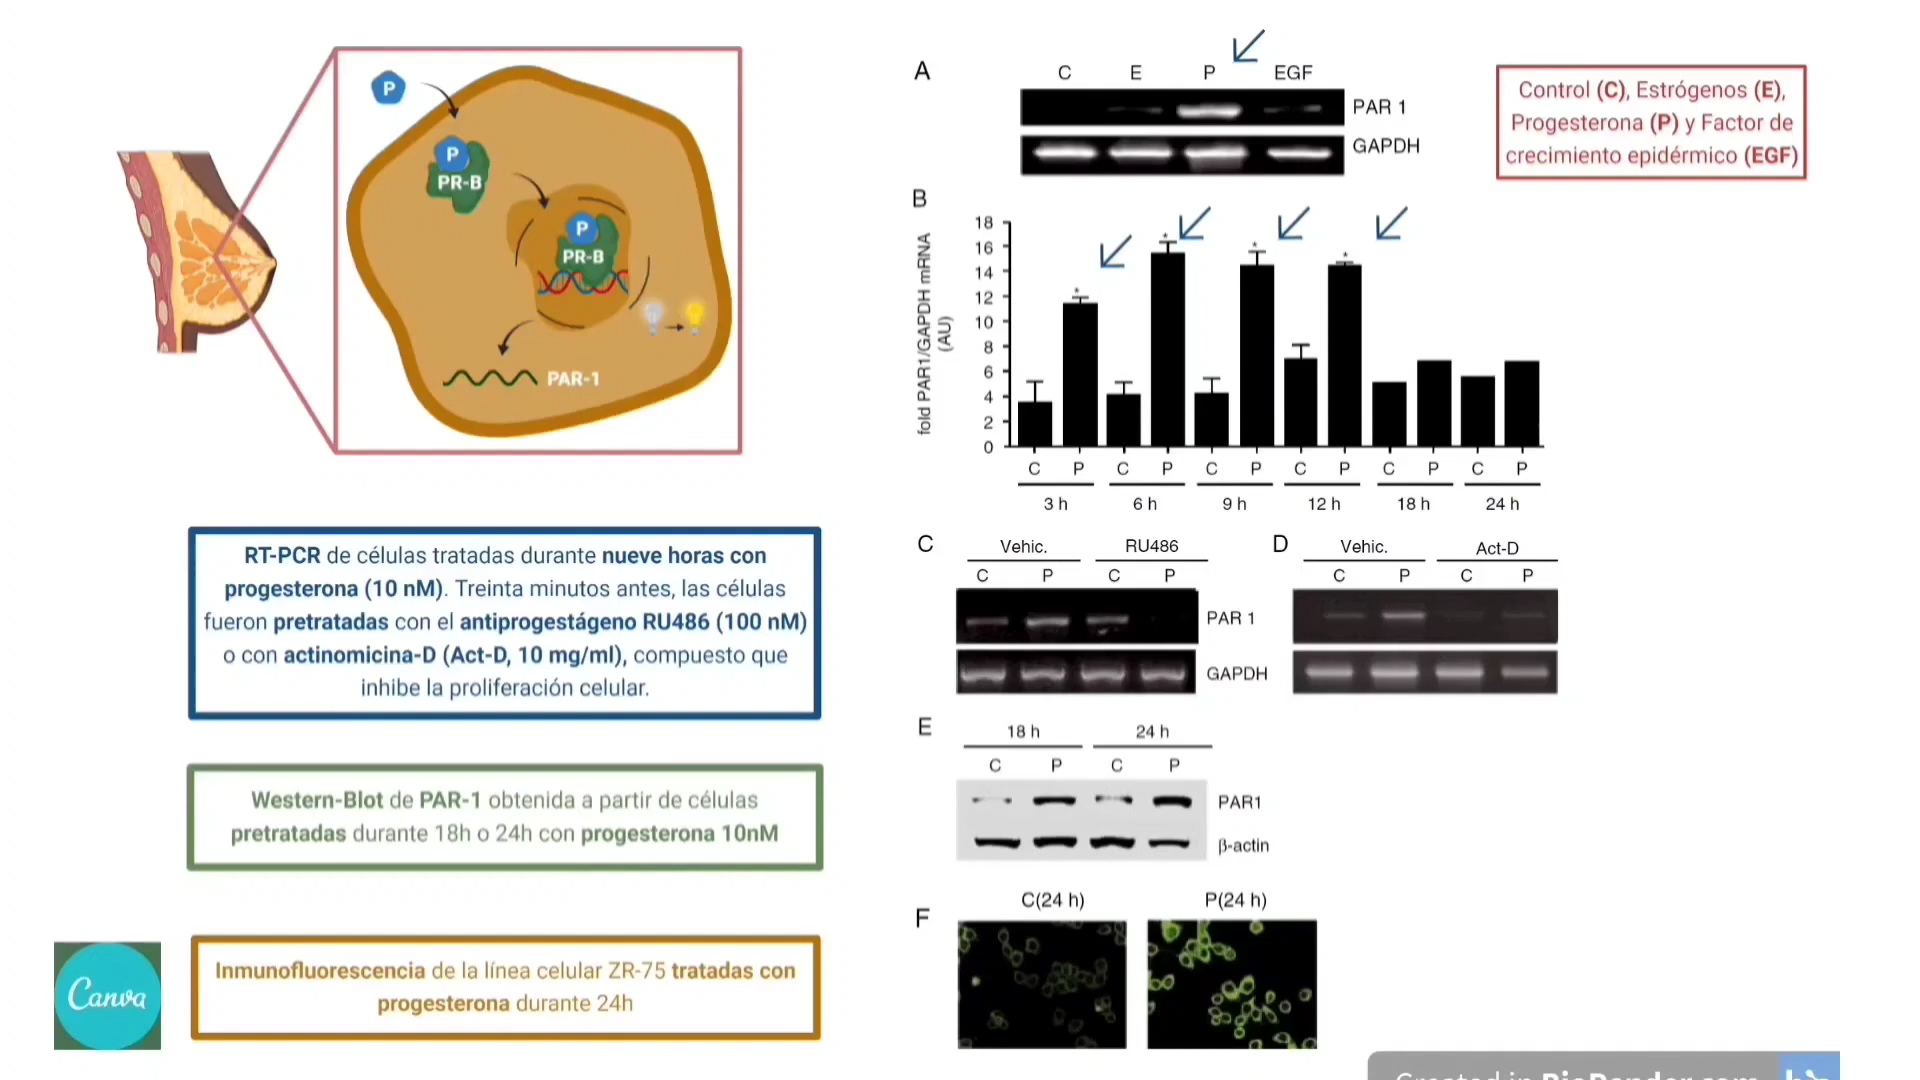 P
P
PR-B
P
PR-B
PAR-1
RT-PCR de células tratadas durante nueve horas con
progesterona (10 nM). Treinta minutos antes, las células
fueron pretratadas con el antiprogestágeno RU486 (100 nM)
o con actinomicina-D (Act-D, 10 mg/ml), compuesto que
inhibe la proliferación celular.
Western-Blot de PAR-1 obtenida a partir de células
pretratadas durante 18h o 24h con progesterona 10nM
Inmunofluorescencia de la línea celular ZR-75 tratadas con
progesterona durante 24h
Canva
A
C E P EGF
PAR 1
GAPDH
Control (C), Estrógenos (E),
Progesterona (P) y Factor de
crecimiento epidérmico (EGF)
B
fold PAR1/GAPDH mRNA
(AU)
18
16
14
12
10
8
6
4
2
0
* * * *
C P C P C P C P C P C P
3 h 6 h 9 h 12 h 18 h 24 h
C
Vehic. RU486
C P C P
PAR 1
GAPDH
D
Vehic. Act-D
C P C P
E
18 h 24 h
C P C P
PAR1
β-actin
F
C(24 h) P(24 h)
Created in BioRender.com